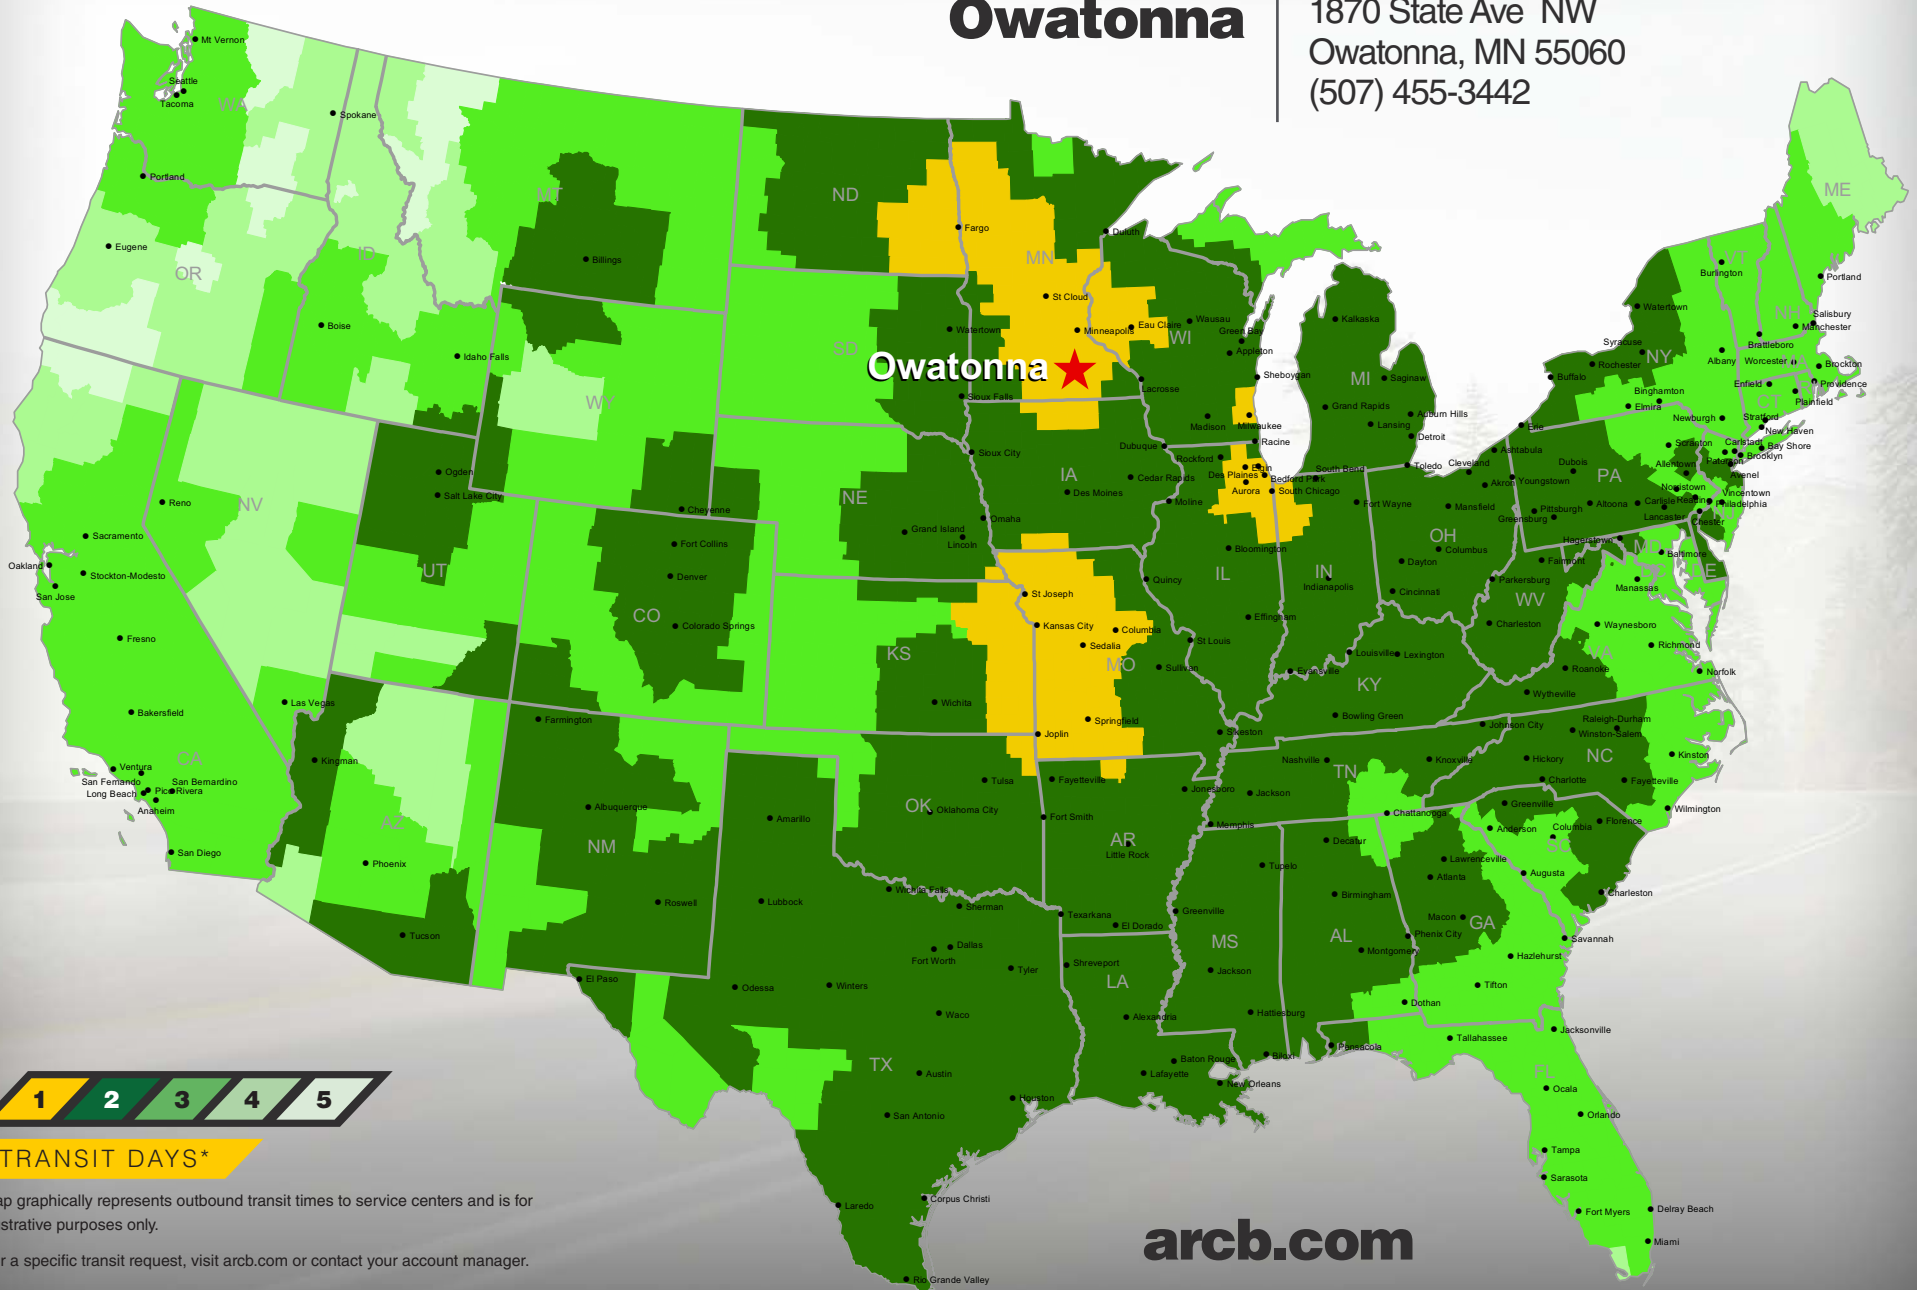 Owatonna
1870 State Ave NW
Owatonna, MN 55060
(507) 455-3442
Mt Vernon
Seattle
Tacoma
WA
Spokane
Portland
Eugene
OR
ID
Boise
Idaho Falls
MT
Billings
ND
Fargo
MN
Duluth
St Cloud
Minneapolis
Eau Claire
Wausau
Green Bay
Appleton
WI
Watertown
SD
Owatonna
Lacrosse
Sheboygan
Sioux Falls
Madison
Milwaukee
Racine
Kalkaska
MI
Saginaw
Grand Rapids
Lansing
Auburn Hills
Detroit
WY
Cheyenne
Ogden
Salt Lake City
UT
NV
Reno
Sacramento
Oakland
Stockton-Modesto
San Jose
Fresno
Bakersfield
Las Vegas
CA
Ventura
San Fernando
San Bernardino
Long Beach
Pico Rivera
Anaheim
San Diego
Kingman
AZ
Phoenix
Tucson
Fort Collins
Denver
CO
Colorado Springs
Farmington
Albuquerque
NM
Roswell
NE
Sioux City
Omaha
Grand Island
Lincoln
IA
Des Moines
Dubuque
Cedar Rapids
Moline
Rockford
Elgin
Des Plaines
Bedford Park
Aurora
South Chicago
South Bend
Bloomington
IL
Quincy
Effingham
St Louis
St Joseph
Kansas City
Columbia
Sedalia
MO
Sullivan
Springfield
Joplin
Sikeston
KS
Wichita
Tulsa
OK
Oklahoma City
Fayetteville
Fort Smith
Jonesboro
AR
Little Rock
Memphis
Texarkana
El Dorado
Amarillo
Lubbock
Wichita Falls
Sherman
Dallas
Fort Worth
Tyler
El Paso
Odessa
Winters
Waco
TX
Austin
Houston
San Antonio
Laredo
Corpus Christi
Rio Grande Valley
Shreveport
LA
Alexandria
Baton Rouge
Lafayette
New Orleans
Greenville
MS
Jackson
Hattiesburg
Biloxi
Tupelo
Decatur
Birmingham
AL
Montgomery
Phenix City
Dothan
Pensacola
Toledo
Cleveland
Ashtabula
Akron
Youngstown
Fort Wayne
Mansfield
OH
Columbus
Dayton
Cincinnati
IN
Indianapolis
Evansville
Louisville
Lexington
KY
Bowling Green
Nashville
TN
Jackson
Knoxville
Johnson City
Chattanooga
Parkersburg
Fairmont
WV
Charleston
Wytheville
Roanoke
VA
Waynesboro
Richmond
Norfolk
Manassas
Raleigh-Durham
Winston-Salem
NC
Hickory
Charlotte
Fayetteville
Kinston
Wilmington
Greenville
Anderson
Columbia
Florence
SC
Charleston
Lawrenceville
Atlanta
Augusta
Macon
GA
Savannah
Hazlehurst
Tifton
Jacksonville
Tallahassee
FL
Ocala
Orlando
Tampa
Sarasota
Fort Myers
Delray Beach
Miami
Erie
Dubois
PA
Pittsburgh
Greensburg
Altoona
Carlisle
Reading
Lancaster
Chester
Hagerstown
MD
Baltimore
DC
DE
Norristown
Vincentown
Philadelphia
NJ
Allentown
Scranton
Paterson
Carlstadt
Bay Shore
Brooklyn
Avenel
Buffalo
Rochester
Syracuse
Watertown
NY
Binghamton
Elmira
Newburgh
Albany
Burlington
VT
Brattleboro
NH
Salisbury
Manchester
Worcester
MA
Brockton
Enfield
Providence
Plainfield
CT
Stratford
New Haven
Portland
ME
1 2 3 4 5
TRANSIT DAYS*
ap graphically represents outbound transit times to service centers and is for
strative purposes only.
r a specific transit request, visit arcb.com or contact your account manager.
arcb.com